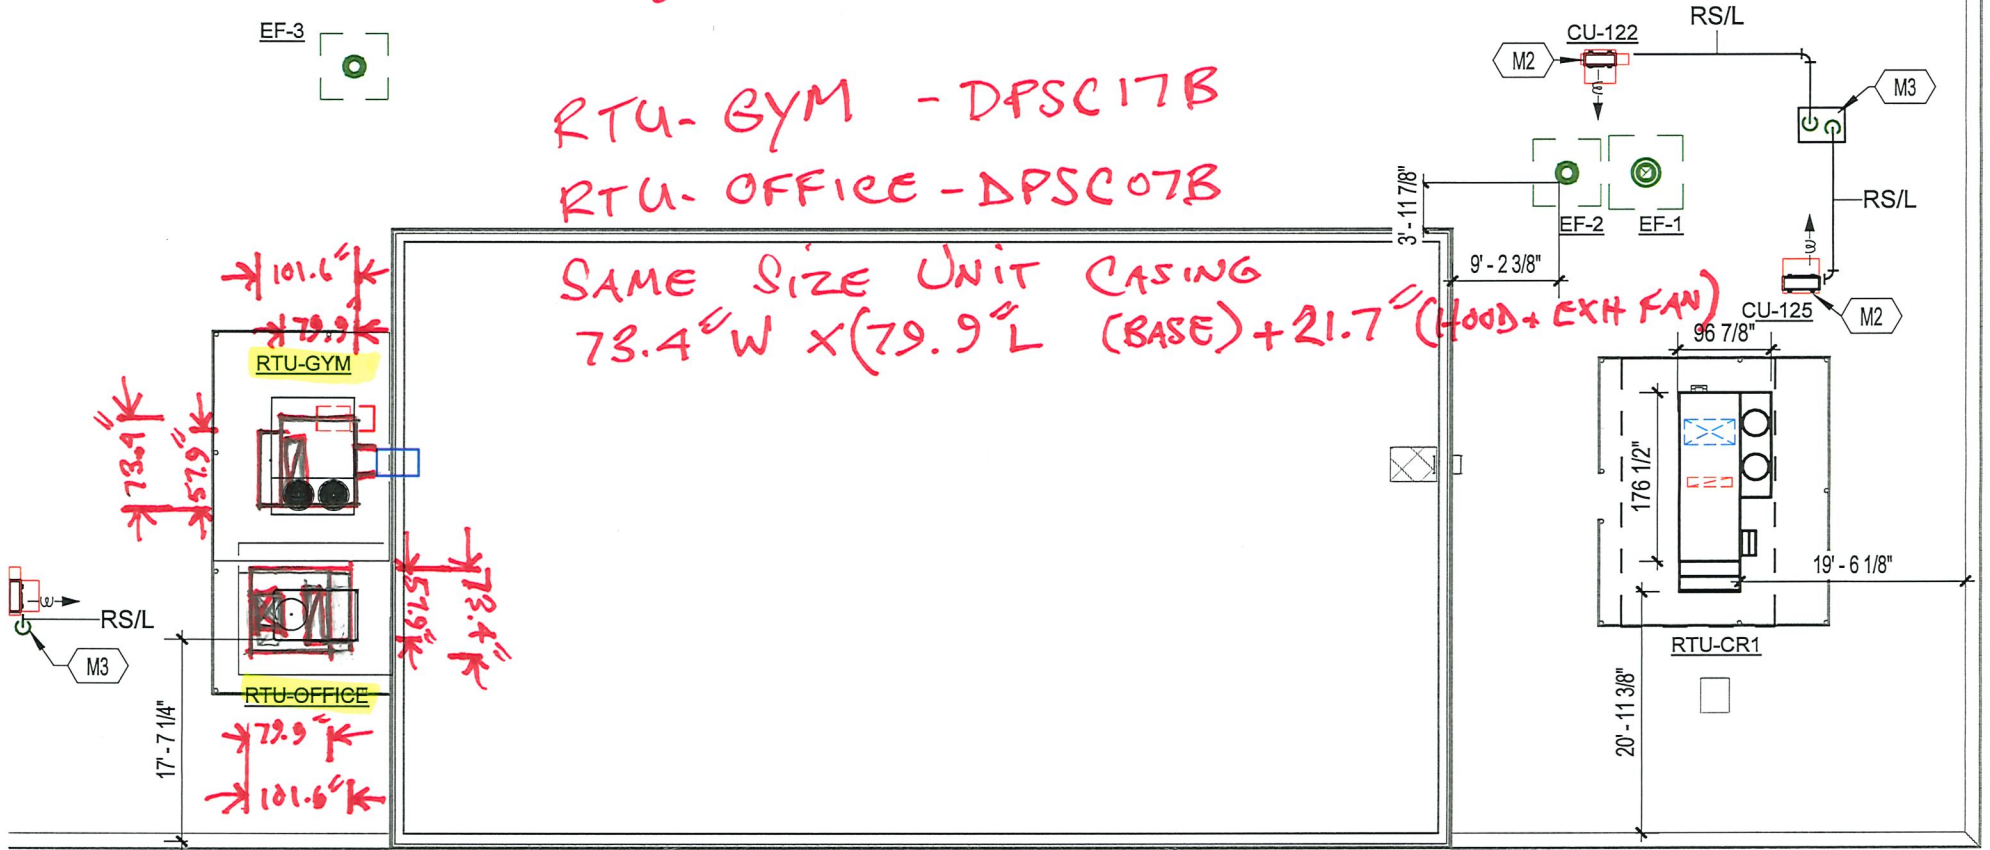 EF-3
RTU- GYM - DPSC17B
RTU- OFFICE - DPSC07B
SAME SIZE UNIT CASING
73.4" W X (79.9" L (BASE) + 21.7" (HOOD + EXH FAN)
RS/L
CU-122
M2
M3
RS/L
EF-2
EF-1
3' - 11 7/8"
9' - 2 3/8"
CU-125
M2
96 7/8"
176 1/2"
19' - 6 1/8"
RTU-CR1
20' - 11 3/8"
101.6"
79.9"
RTU-GYM
73.4"
57.9"
57.9"
73.4"
RS/L
M3
RTU-OFFICE
79.9"
101.6"
17' - 7 1/4"